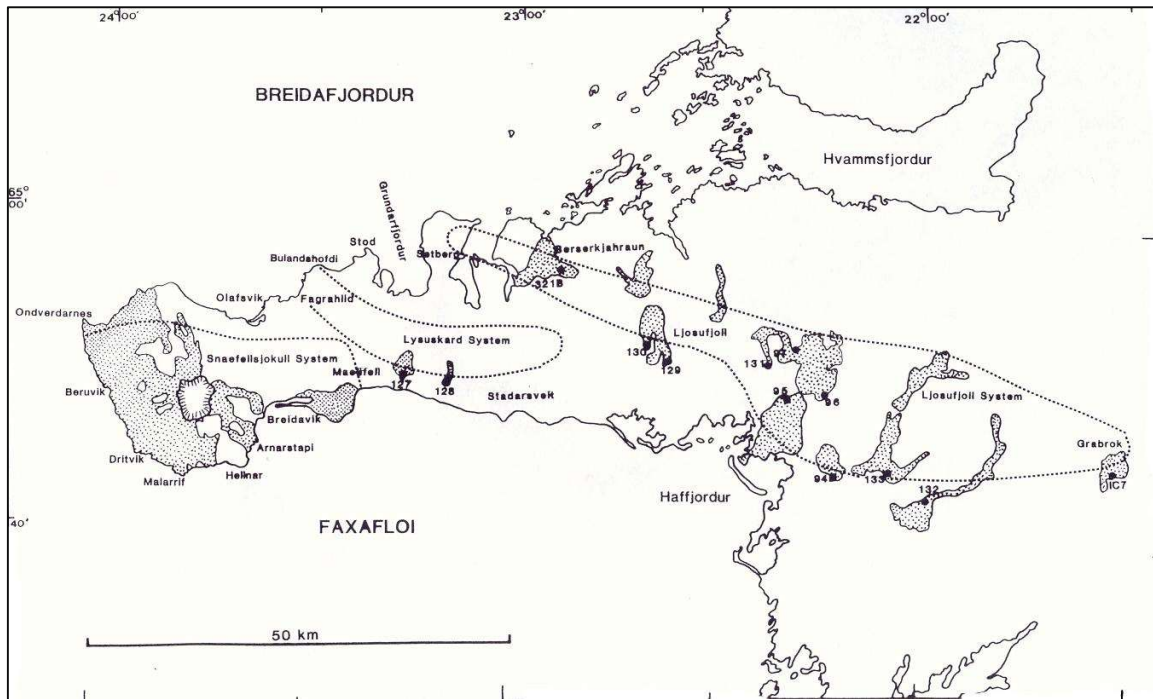 24°00'
23°00'
22°00'
BREIDAFJORDUR
Hvammsfjordur
65°
00'
Grundarfjordur
Stod
Setberg
Berserkjahraun
Bulandahofdi
321B
Olafsvik
Fagrahlid
Ondverdarnes
Lysuskard System
Ljosufjoll
Snaefellsjokull System
130
129
131
97
Maelifell
Beruvik
127
128
Stadarsveit
95
96
Ljosufjoll System
Breidavik
Arnarstapi
Dritvik
Hellnar
Malarrif
Grabrok
Haffjordur
94
133
132
IC7
40'
FAXAFLOI
50 km